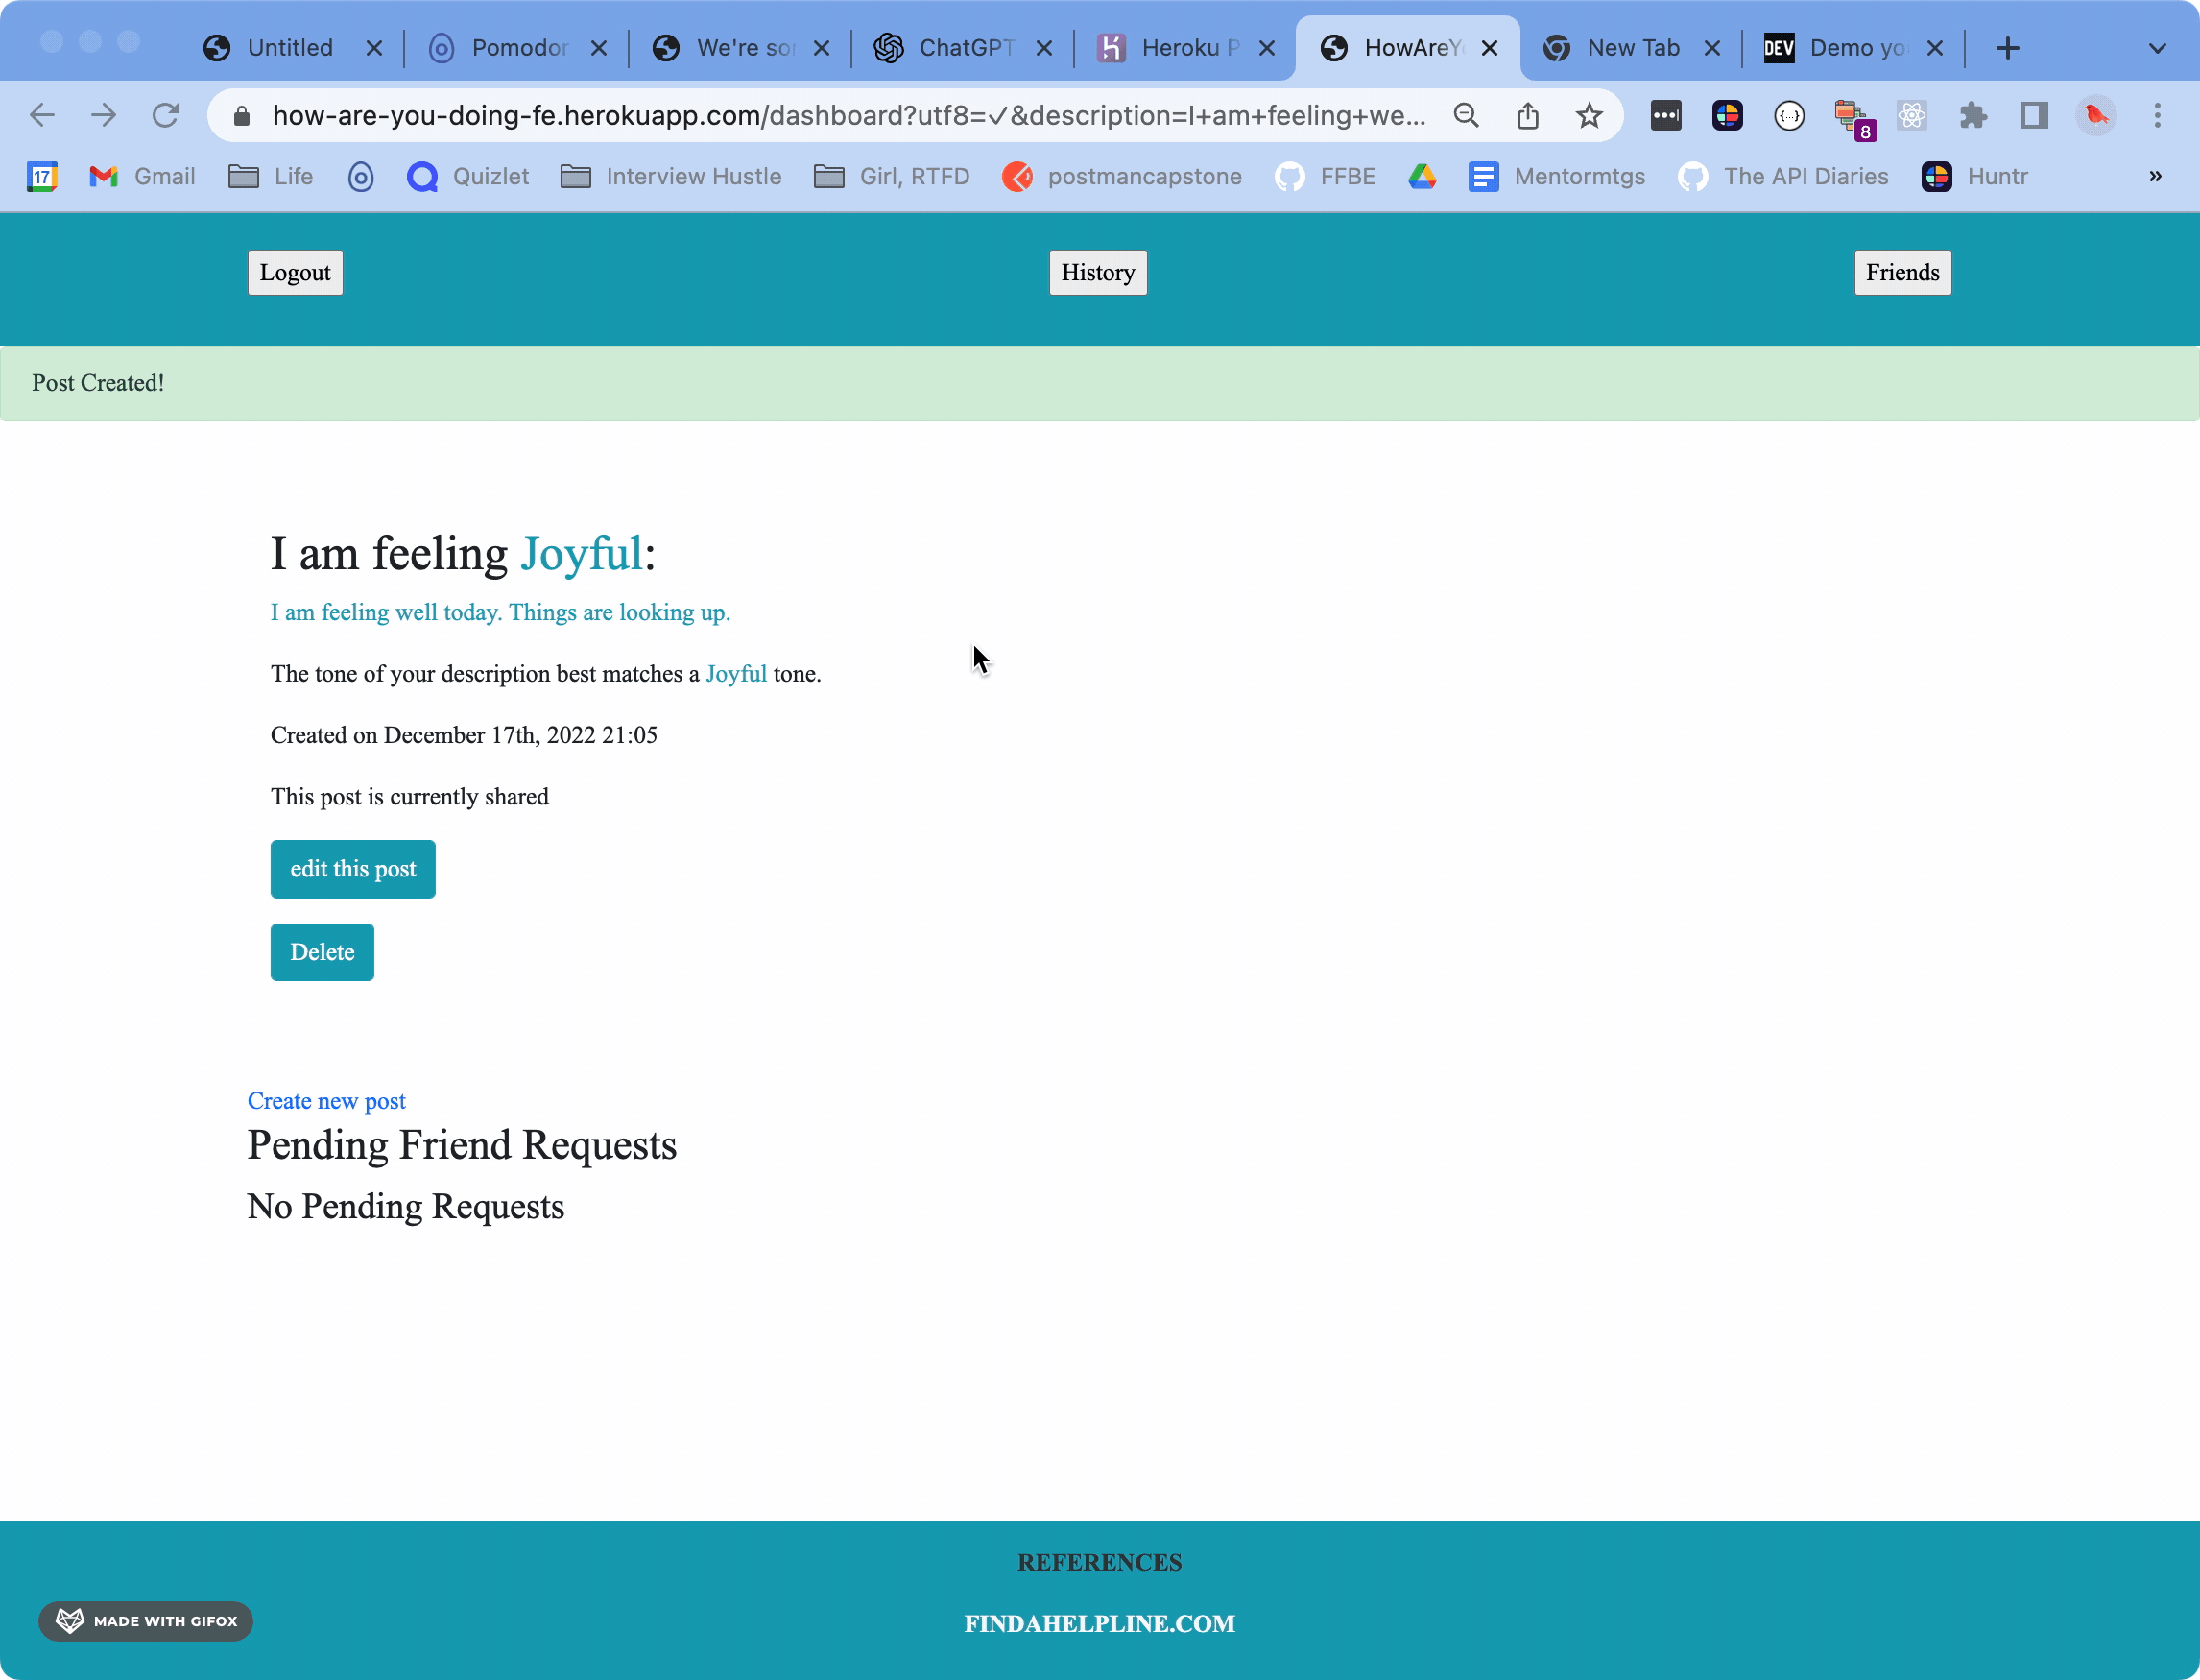 Untitled Pomodor We're sor ChatGPT Heroku P HowAreY New Tab DEV Demo yo
how-are-you-doing-fe.herokuapp.com/dashboard?utf8=✓&description=I+am+feeling+we...
8
17 Gmail Life Quizlet Interview Hustle Girl, RTFD postmancapstone FFBE Mentormtgs The API Diaries Huntr »
Logout History Friends
Post Created!
I am feeling Joyful:
I am feeling well today. Things are looking up.
The tone of your description best matches a Joyful tone.
Created on December 17th, 2022 21:05
This post is currently shared
edit this post
Delete
Create new post
Pending Friend Requests
No Pending Requests
REFERENCES
MADE WITH GIFOX
FINDAHELPLINE.COM